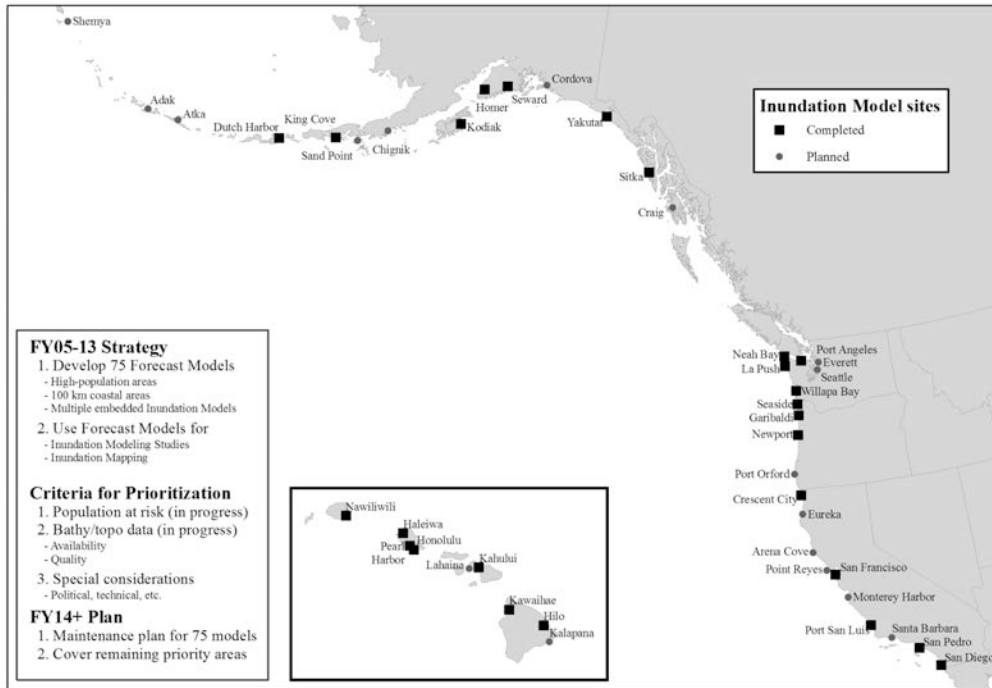 Shemya
Adak
Atka
Dutch Harbor
King Cove
Sand Point
Chignik
Kodiak
Homer
Seward
Cordova
Yakutat
Sitka
Craig
Inundation Model sites
Completed
Planned
Neah Bay
La Push
Port Angeles
Everett
Seattle
Willapa Bay
Seaside
Garibaldi
Newport
Port Orford
Crescent City
Eureka
Arena Cove
Point Reyes
San Francisco
Monterey Harbor
Port San Luis
Santa Barbara
San Pedro
San Diego
FY05-13 Strategy
1. Develop 75 Forecast Models
- High-population areas
- 100 km coastal areas
- Multiple embedded Inundation Models
2. Use Forecast Models for
- Inundation Modeling Studies
- Inundation Mapping
Criteria for Prioritization
1. Population at risk (in progress)
2. Bathy/topo data (in progress)
- Availability
- Quality
3. Special considerations
- Political, technical, etc.
FY14+ Plan
1. Maintenance plan for 75 models
2. Cover remaining priority areas
Nawiliwili
Haleiwa
Honolulu
Pearl
Harbor
Lahaina
Kahului
Kawaihae
Hilo
Kalapana